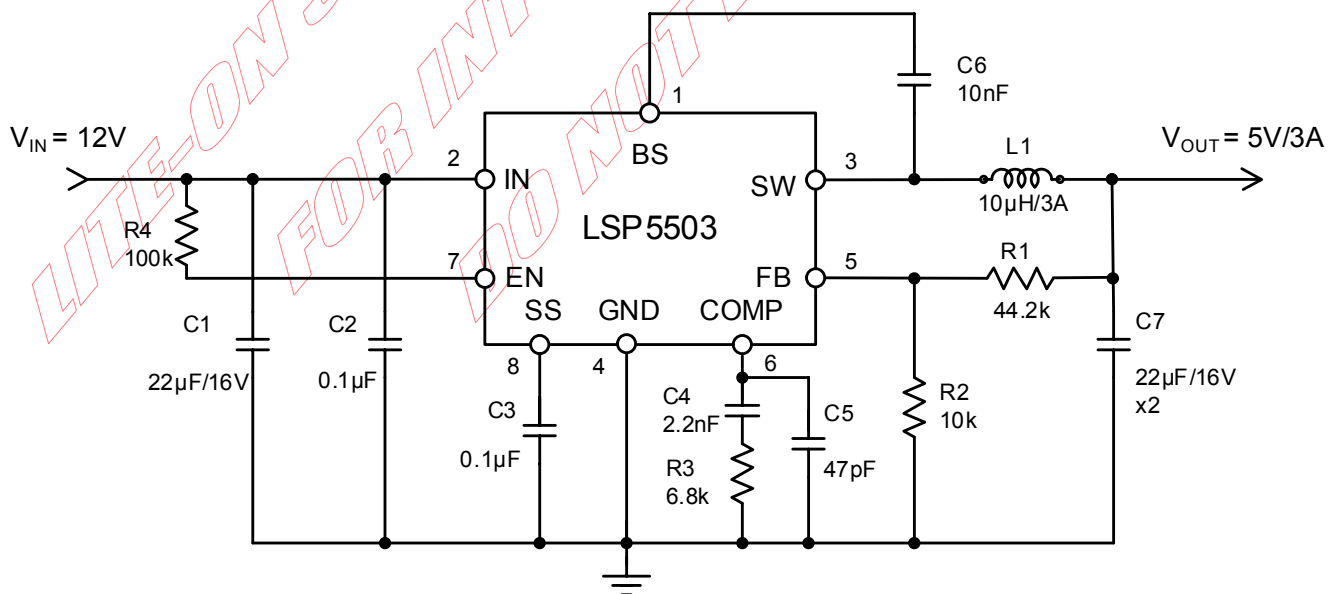 LITE-ON
FOR INT
DO NOT
V_IN = 12V
V_OUT = 5V/3A
C6
10nF
1
BS
2
IN
3
SW
L1
10µH/3A
R4
100k
LSP5503
7
EN
5
FB
R1
44.2k
SS
GND
COMP
8
4
6
C1
22µF/16V
C2
0.1µF
C3
0.1µF
C4
2.2nF
C5
47pF
R3
6.8k
R2
10k
C7
22µF/16V
x2